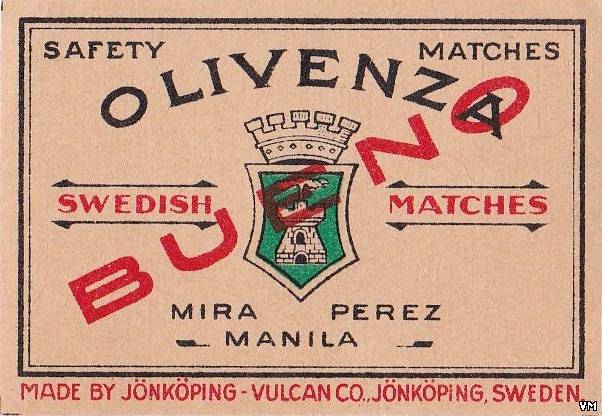 SAFETY MATCHES
OLIVENZA
BUENO
SWEDISH MATCHES
MIRA PEREZ
MANILA
MADE BY JÖNKÖPING-VULCAN CO., JÖNKÖPING, SWEDEN.
VM